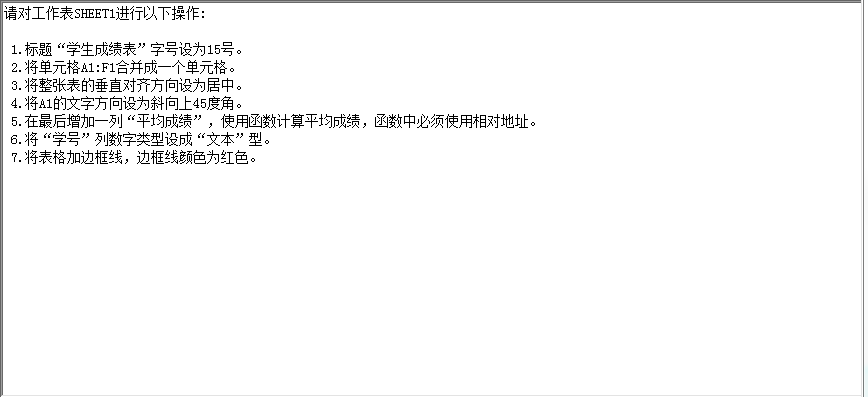 请对工作表SHEET1进行以下操作:
1.标题“学生成绩表”字号设为15号。
2.将单元格A1:F1合并成一个单元格。
3.将整张表的垂直对齐方向设为居中。
4.将A1的文字方向设为斜向上45度角。
5.在最后增加一列“平均成绩”，使用函数计算平均成绩，函数中必须使用相对地址。
6.将“学号”列数字类型设成“文本”型。
7.将表格加边框线，边框线颜色为红色。